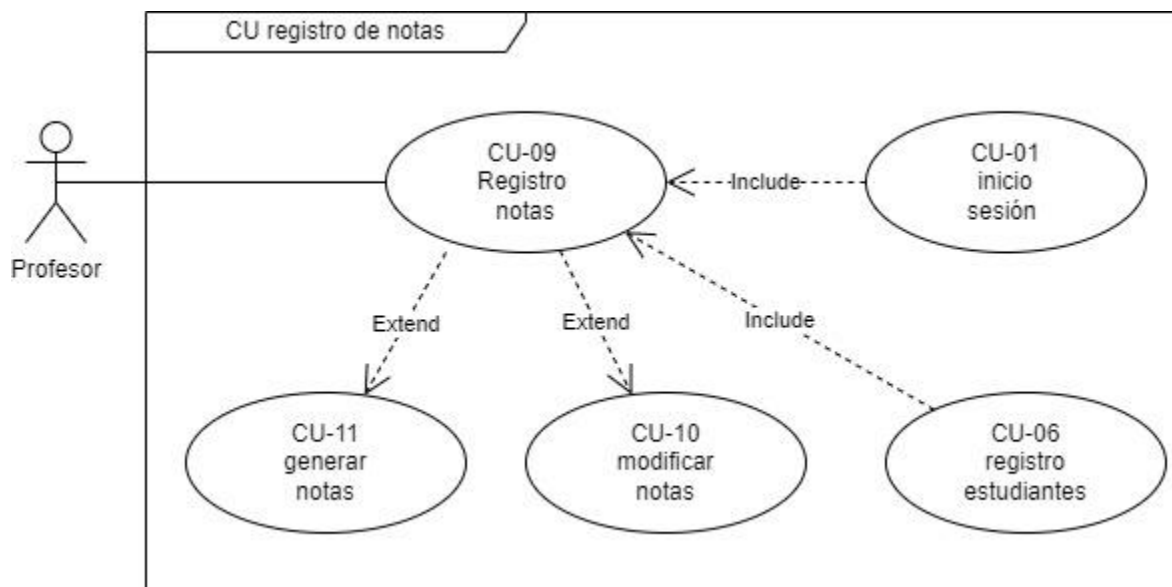 CU registro de notas
CU-09
Registro
notas
Include
CU-01
inicio
sesión
Profesor
Extend
Extend
Include
CU-11
generar
notas
CU-10
modificar
notas
CU-06
registro
estudiantes